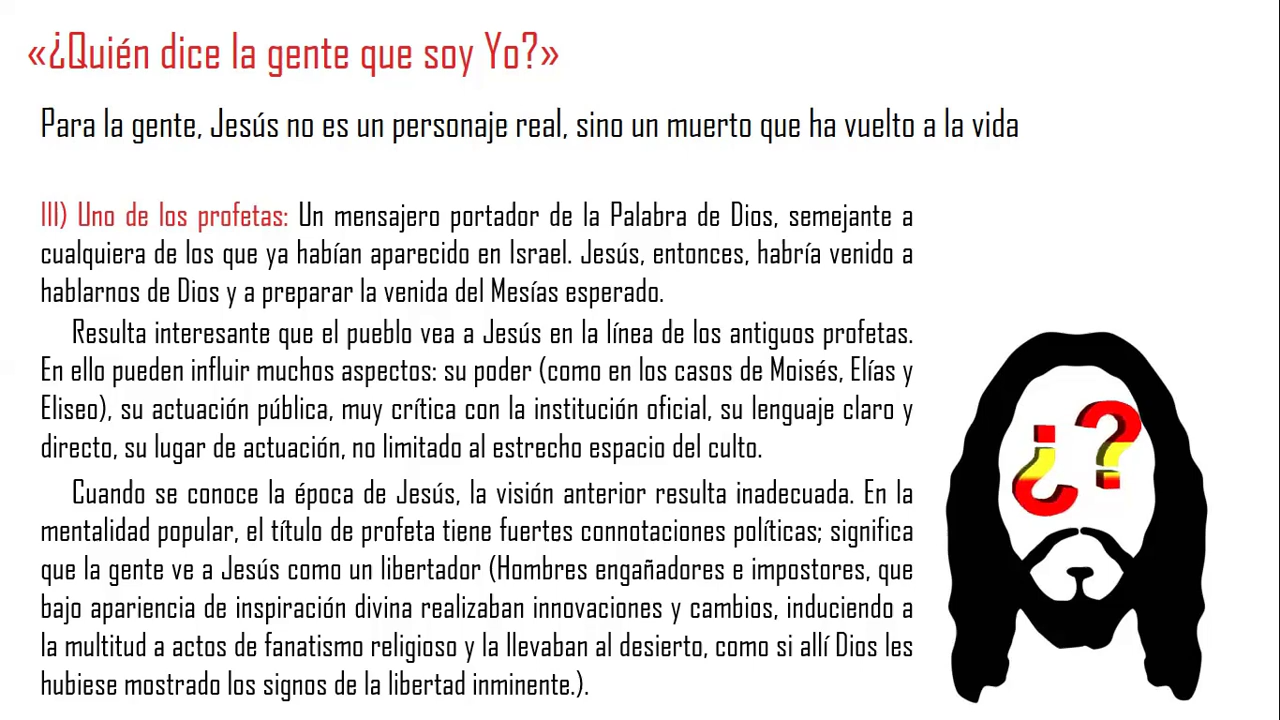 «¿Quién dice la gente que soy Yo?»
Para la gente, Jesús no es un personaje real, sino un muerto que ha vuelto a la vida
III) Uno de los profetas: Un mensajero portador de la Palabra de Dios, semejante a
cualquiera de los que ya habían aparecido en Israel. Jesús, entonces, habría venido a
hablarnos de Dios y a preparar la venida del Mesías esperado.
Resulta interesante que el pueblo vea a Jesús en la línea de los antiguos profetas.
En ello pueden influir muchos aspectos: su poder (como en los casos de Moisés, Elías y
Eliseo), su actuación pública, muy crítica con la institución oficial, su lenguaje claro y
directo, su lugar de actuación, no limitado al estrecho espacio del culto.
Cuando se conoce la época de Jesús, la visión anterior resulta inadecuada. En la
mentalidad popular, el título de profeta tiene fuertes connotaciones políticas; significa
que la gente ve a Jesús como un libertador (Hombres engañadores e impostores, que
bajo apariencia de inspiración divina realizaban innovaciones y cambios, induciendo a
la multitud a actos de fanatismo religioso y la llevaban al desierto, como si allí Dios les
hubiese mostrado los signos de la libertad inminente.).
¿?